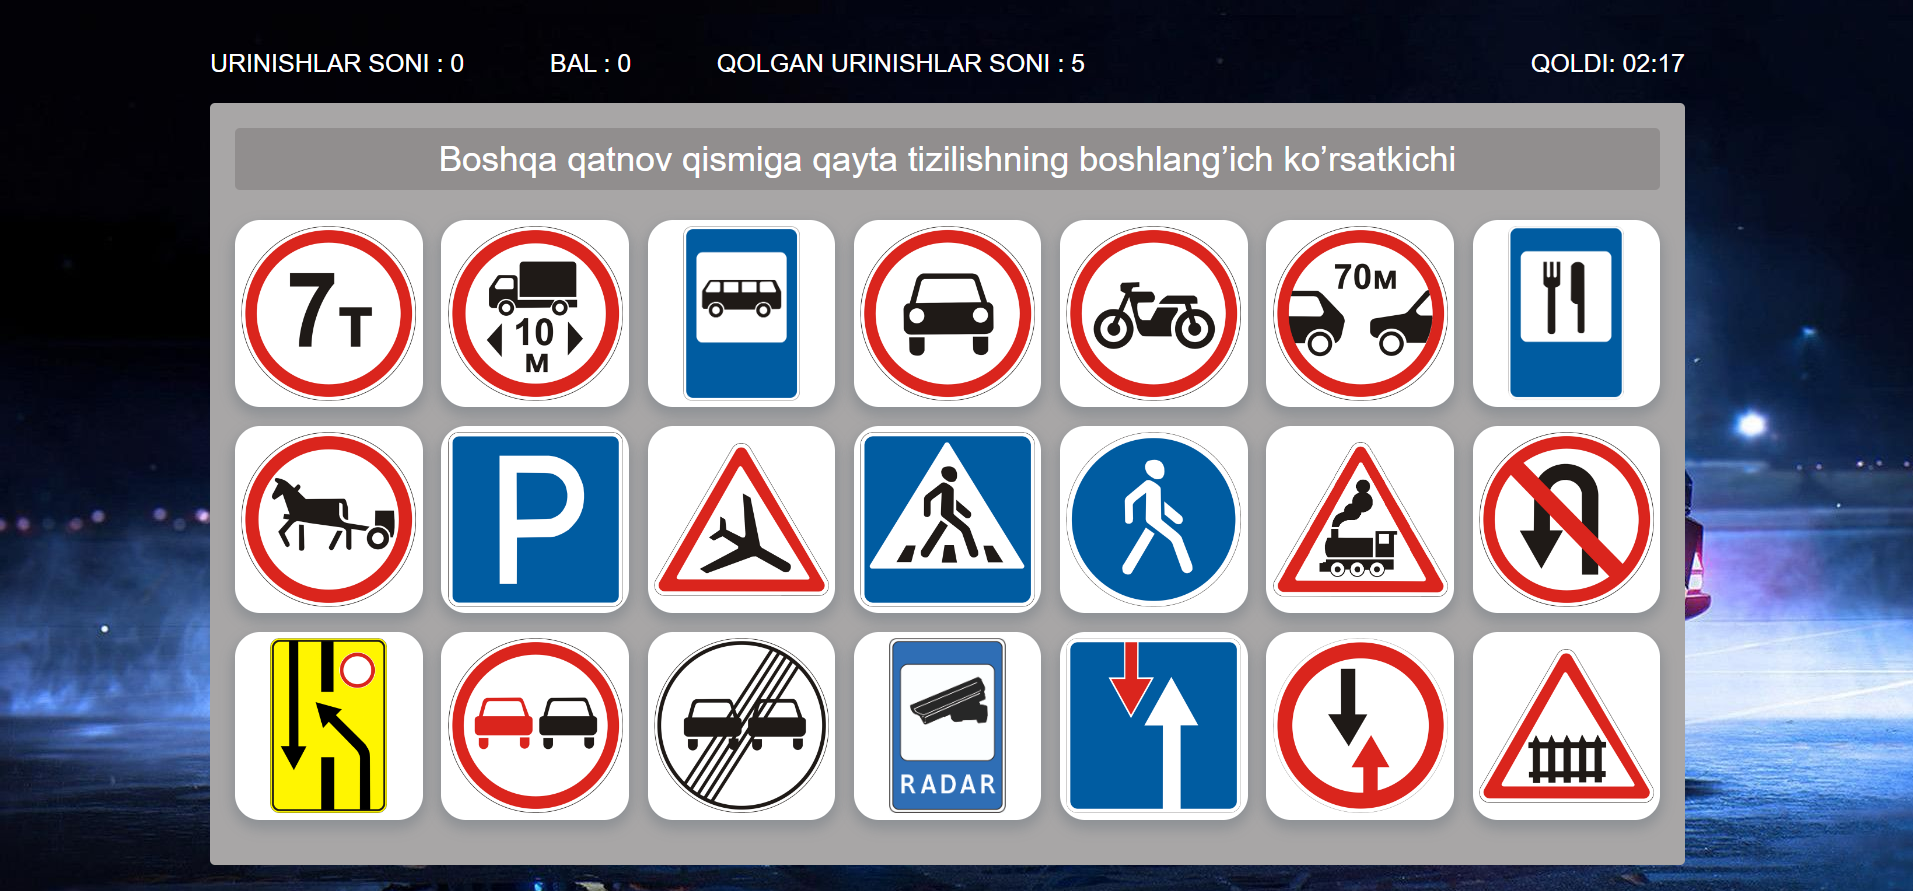 URINISHLAR SONI : 0
BAL : 0
QOLGAN URINISHLAR SONI : 5
QOLDI: 02:17
Boshqa qatnov qismiga qayta tizilishning boshlang’ich ko’rsatkichi
7т
10
м
70м
P
RADAR